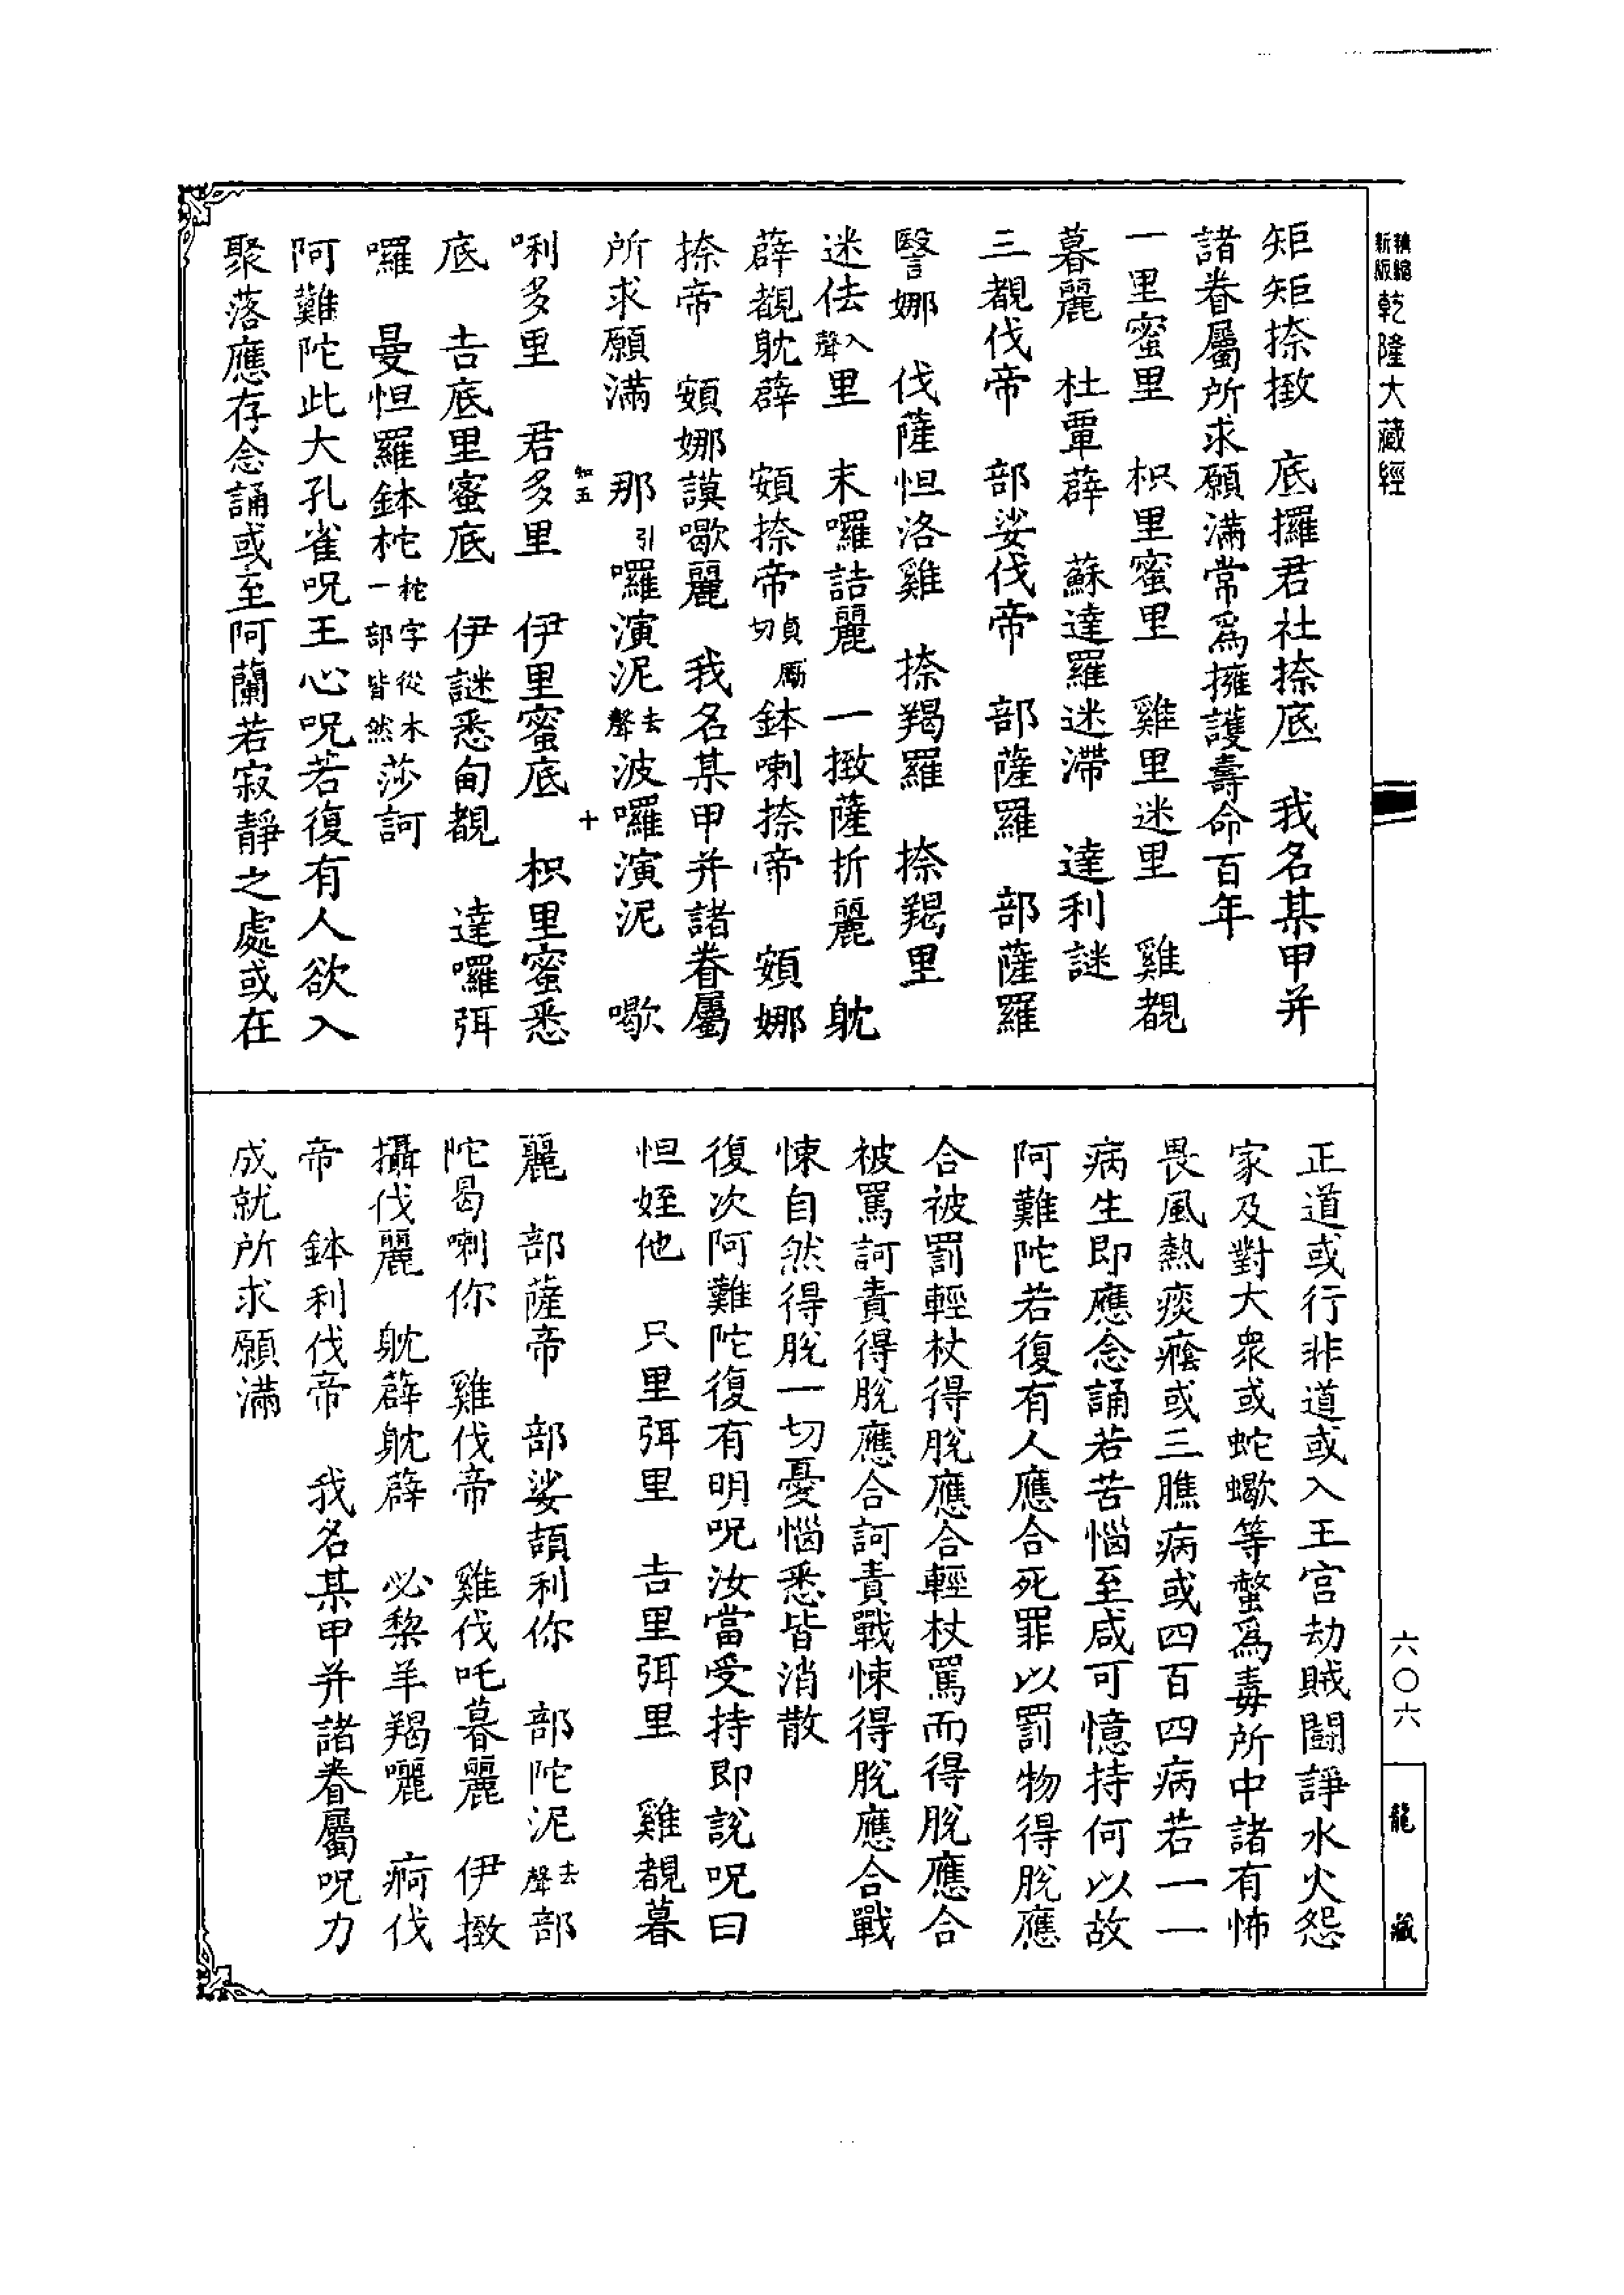 精縮新版乾隆大藏經
矩矩捺撽　底攞君社捺底　我名某甲并
諸眷屬所求願滿常爲擁護壽命百年
一里蜜里　枳里蜜里　雞里迷里　雞覩
暮麗　杜覃薜　蘇達羅迷滯　達利謎
三覩伐帝　部娑伐帝　部薩羅　部薩羅
醫娜　伐薩怛洛雞　捺羯羅　捺羯里
迷佉入聲里　末囉詰麗　一撽薩折麗　躭
薜覩躭薜　頞捺帝貞勵切鉢喇捺帝　頞娜
捺帝　頞娜謨歇麗　我名某甲并諸眷屬
所求願滿　那引囉演泥去聲波囉演泥　歇
知五
十
唎多里　君多里　伊里蜜底　枳里蜜悉
底　吉底里蜜底　伊謎悉甸覩　達囉弭
囉　曼怛羅鉢柁柁字從木一部皆然莎訶
阿難陀此大孔雀呪王心呪若復有人欲入
聚落應存念誦或至阿蘭若寂靜之處或在
正道或行非道或入王宮劫賊鬪諍水火怨
家及對大衆或蛇蠍等螫爲毒所中諸有怖
畏風熱痰癊或三膲病或四百四病若一一
病生即應念誦若苦惱至咸可憶持何以故
阿難陀若復有人應合死罪以罰物得脫應
合被罰輕杖得脫應合輕杖罵而得脫應合
被罵訶責得脫應合訶責戰悚得脫應合戰
悚自然得脫一切憂惱悉皆消散
復次阿難陀復有明呪汝當受持即說呪曰
怛姪他　只里弭里　吉里弭里　雞覩暮
麗　部薩帝　部娑頡利你　部陀泥去聲部
陀曷喇你　雞伐帝　雞伐吒暮麗　伊撽
攝伐麗　躭薜躭薜　必棃羊羯囇　痾伐
帝　鉢利伐帝　我名某甲并諸眷屬呪力
成就所求願滿
六〇六
龍藏